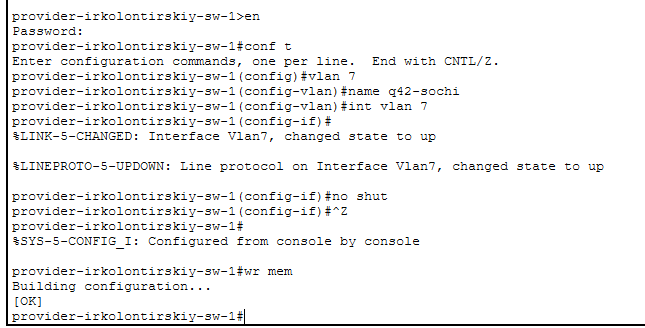 provider-irkolontirskiy-sw-1>en
Password:
provider-irkolontirskiy-sw-1#conf t
Enter configuration commands, one per line.  End with CNTL/Z.
provider-irkolontirskiy-sw-1(config)#vlan 7
provider-irkolontirskiy-sw-1(config-vlan)#name q42-sochi
provider-irkolontirskiy-sw-1(config-vlan)#int vlan 7
provider-irkolontirskiy-sw-1(config-if)#
%LINK-5-CHANGED: Interface Vlan7, changed state to up
%LINEPROTO-5-UPDOWN: Line protocol on Interface Vlan7, changed state to up
provider-irkolontirskiy-sw-1(config-if)#no shut
provider-irkolontirskiy-sw-1(config-if)#^Z
provider-irkolontirskiy-sw-1#
%SYS-5-CONFIG_I: Configured from console by console
provider-irkolontirskiy-sw-1#wr mem
Building configuration...
[OK]
provider-irkolontirskiy-sw-1#